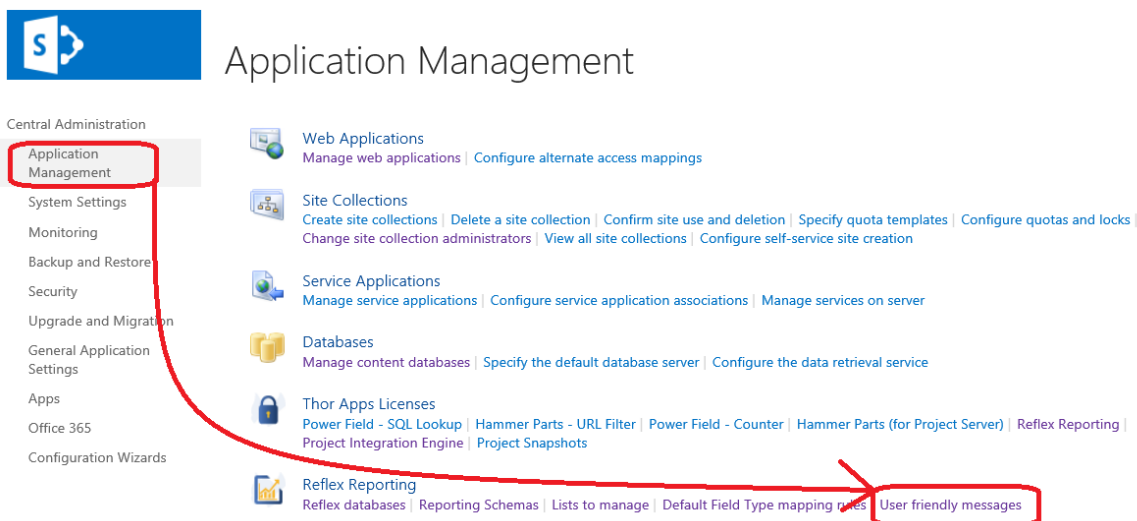 S
Application Management
Central Administration
Application
Management
System Settings
Monitoring
Backup and Restore
Security
Upgrade and Migration
General Application
Settings
Apps
Office 365
Configuration Wizards
Web Applications
Manage web applications | Configure alternate access mappings
Site Collections
Create site collections | Delete a site collection | Confirm site use and deletion | Specify quota templates | Configure quotas and locks |
Change site collection administrators | View all site collections | Configure self-service site creation
Service Applications
Manage service applications | Configure service application associations | Manage services on server
Databases
Manage content databases | Specify the default database server | Configure the data retrieval service
Thor Apps Licenses
Power Field - SQL Lookup | Hammer Parts - URL Filter | Power Field - Counter | Hammer Parts (for Project Server) | Reflex Reporting |
Project Integration Engine | Project Snapshots
Reflex Reporting
Reflex databases | Reporting Schemas | Lists to manage | Default Field Type mapping rules | User friendly messages